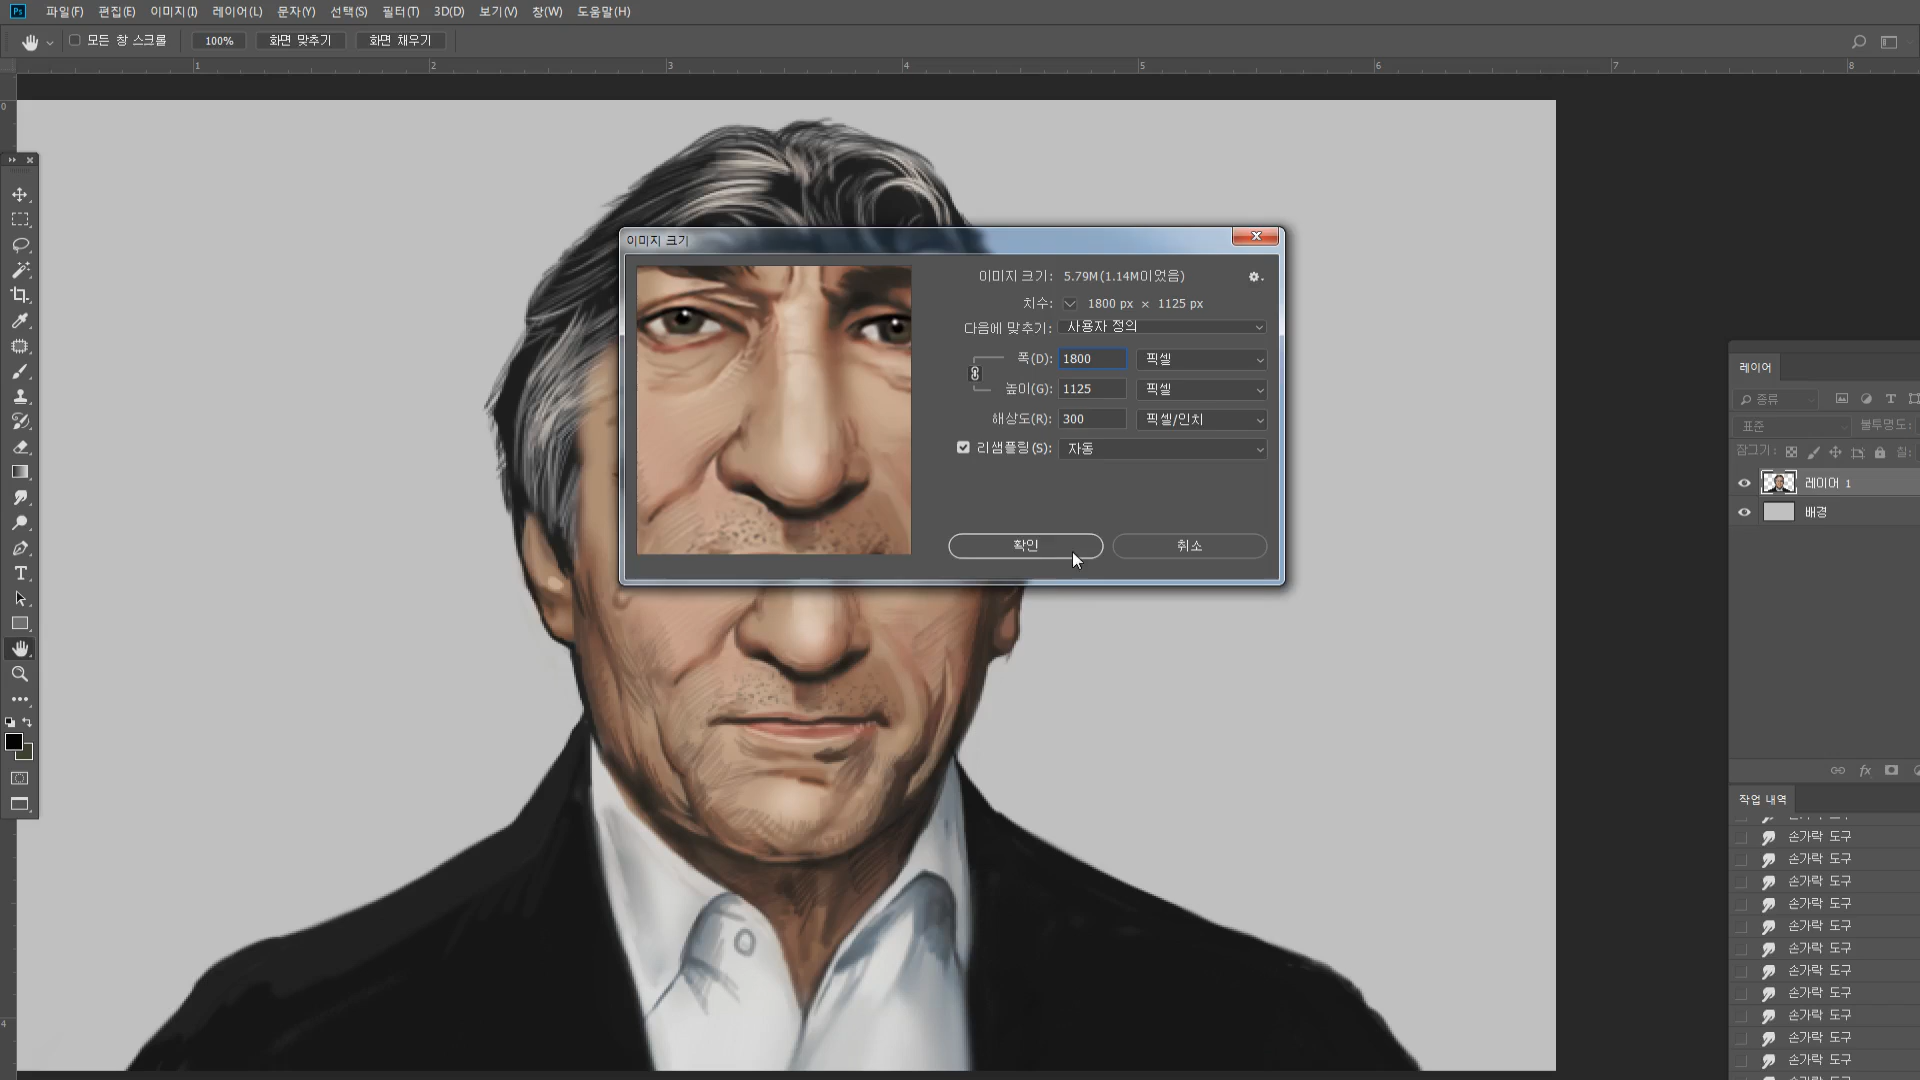 Ps 파일(F) 편집(E) 이미지(I) 레이어(L) 문자(Y) 선택(S) 필터(T) 3D(D) 보기(V) 창(W) 도움말(H)
모든 창 스크롤 100% 화면 맞추기 화면 채우기
1 2 3 4 5 6 7 8
0
이미지 크기
이미지 크기: 5.79M(1.14M이었음)
치수: 1800 px × 1125 px
다음에 맞추기: 사용자 정의
폭(D): 1800 픽셀
높이(G): 1125 픽셀
해상도(R): 300 픽셀/인치
리샘플링(S): 자동
확인 취소
레이어
종류
표준 불투명도:
잠그기: 칠:
레이어 1
배경
fx
작업 내역
손가락 도구
손가락 도구
손가락 도구
손가락 도구
손가락 도구
손가락 도구
손가락 도구
손가락 도구
손가락 도구
손가락 도구
손가락 도구
4